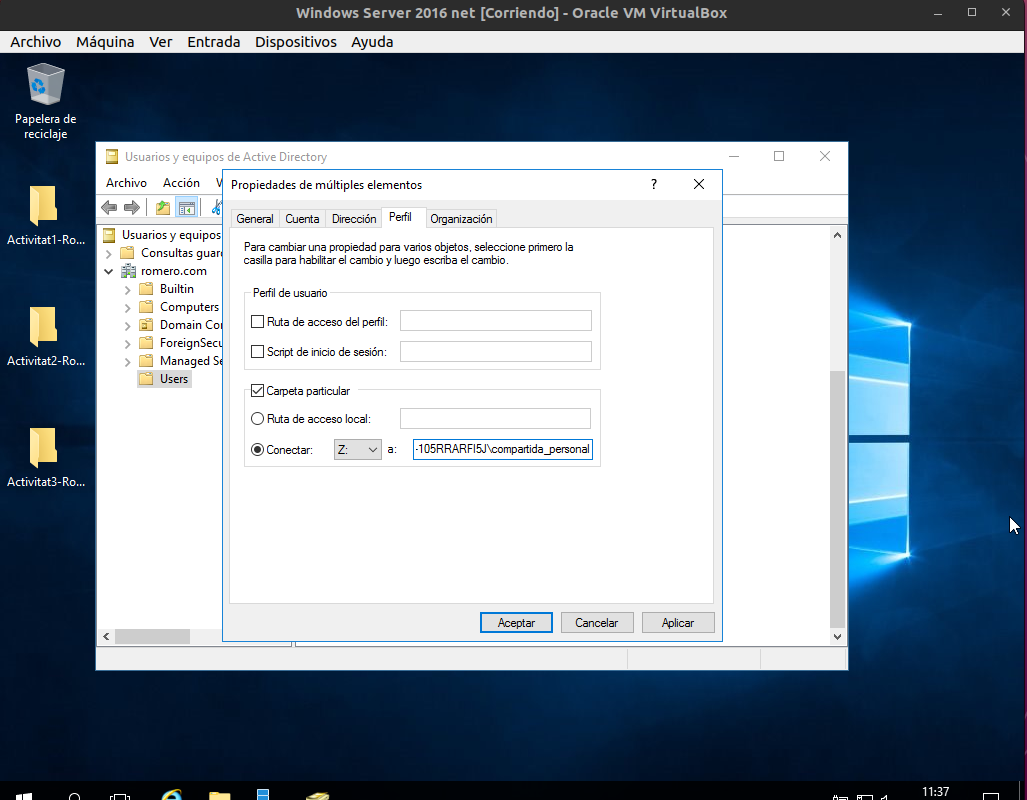 Windows Server 2016 net [Corriendo] - Oracle VM VirtualBox
Archivo Máquina Ver Entrada Dispositivos Ayuda
Papelera de
reciclaje
Activitat1-Ro...
Activitat2-Ro...
Activitat3-Ro...
Usuarios y equipos de Active Directory
Archivo Acción V
Usuarios y equipos
Consultas guar
romero.com
Builtin
Computers
Domain Con
ForeignSecu
Managed Se
Users
Propiedades de múltiples elementos
?
General Cuenta Dirección Perfil Organización
Para cambiar una propiedad para varios objetos, seleccione primero la
casilla para habilitar el cambio y luego escriba el cambio.
Perfil de usuario
Ruta de acceso del perfil:
Script de inicio de sesión:
Carpeta particular
Ruta de acceso local:
Conectar: Z: a: -105RRARFI5J\compartida_personal
Aceptar Cancelar Aplicar
11:37